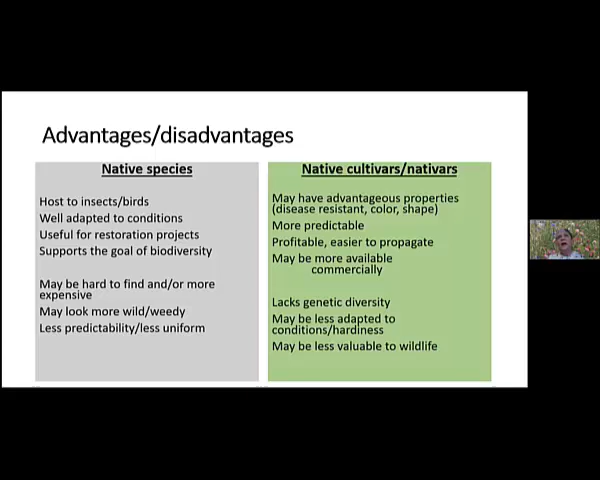 Advantages/disadvantages
Native species
Host to insects/birds
Well adapted to conditions
Useful for restoration projects
Supports the goal of biodiversity
May be hard to find and/or more
expensive
May look more wild/weedy
Less predictability/less uniform
Native cultivars/nativars
May have advantageous properties
(disease resistant, color, shape)
More predictable
Profitable, easier to propagate
May be more available
commercially
Lacks genetic diversity
May be less adapted to
conditions/hardiness
May be less valuable to wildlife